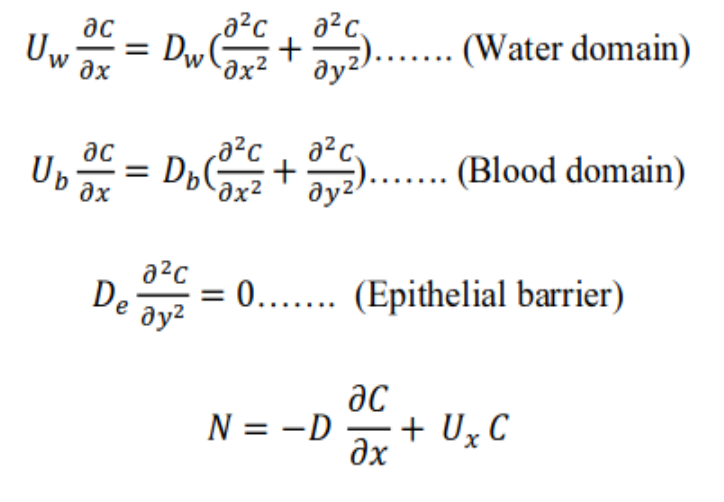 U_w ∂C/∂x = D_w(∂²C/∂x² + ∂²C/∂y²)……. (Water domain)
U_b ∂C/∂x = D_b(∂²C/∂x² + ∂²C/∂y²)……. (Blood domain)
D_e ∂²C/∂y² = 0……. (Epithelial barrier)
N = −D ∂C/∂x + U_x C